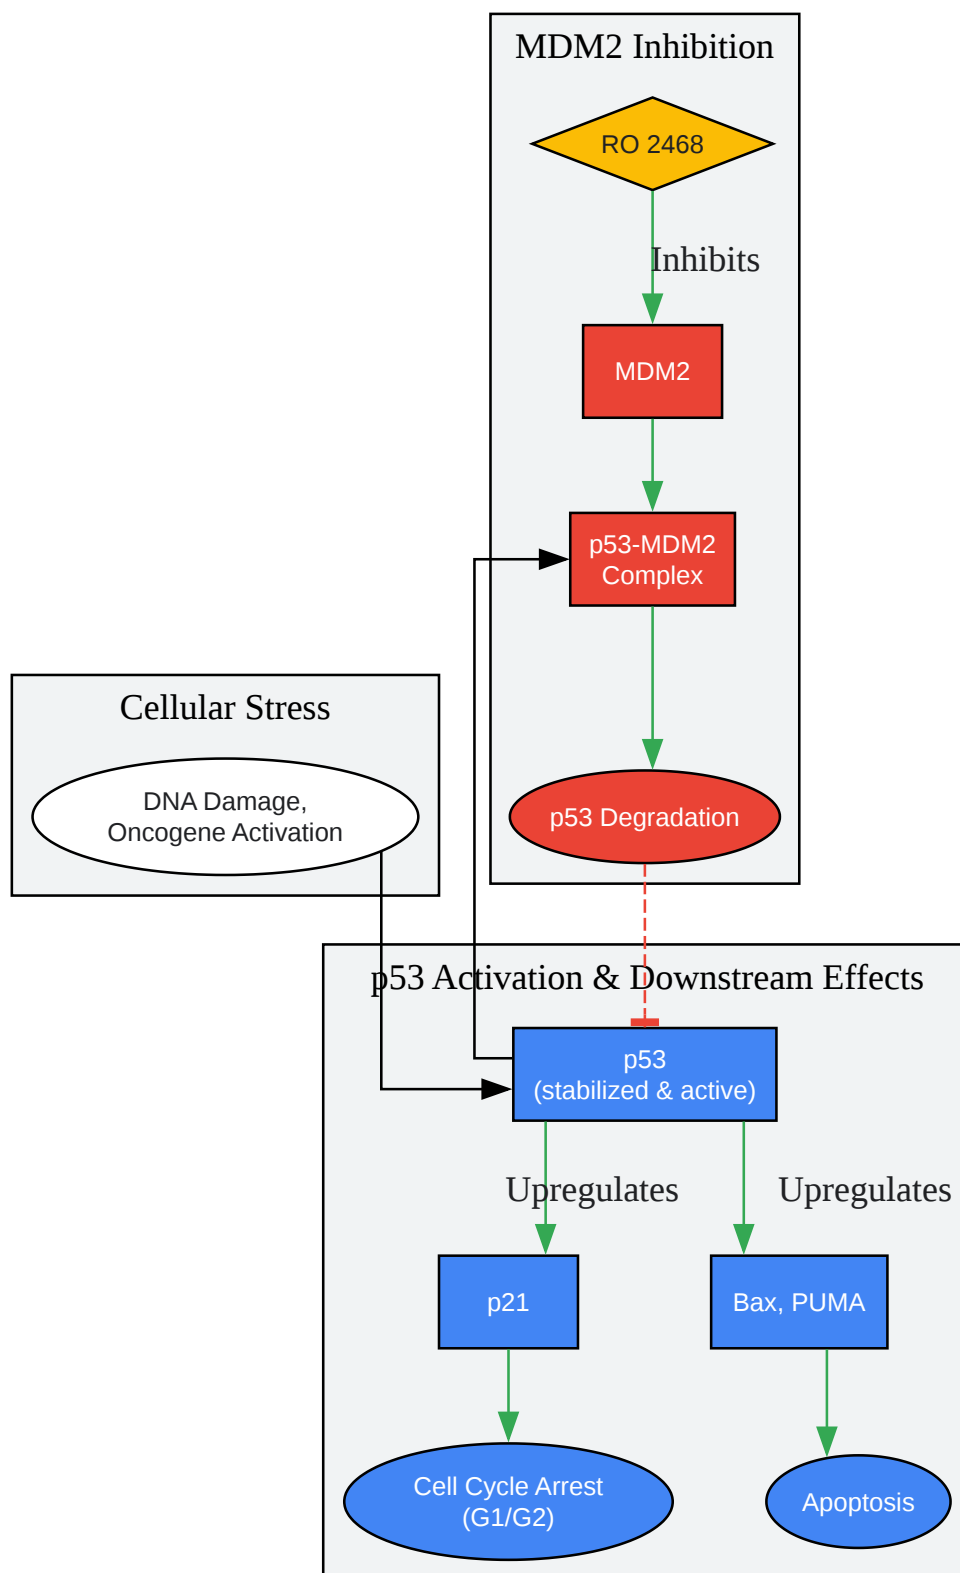 MDM2 Inhibition
RO 2468
Inhibits
MDM2
p53-MDM2
Complex
Cellular Stress
DNA Damage,
Oncogene Activation
p53 Degradation
p53 Activation & Downstream Effects
p53
(stabilized & active)
Upregulates
Upregulates
p21
Bax, PUMA
Cell Cycle Arrest
(G1/G2)
Apoptosis